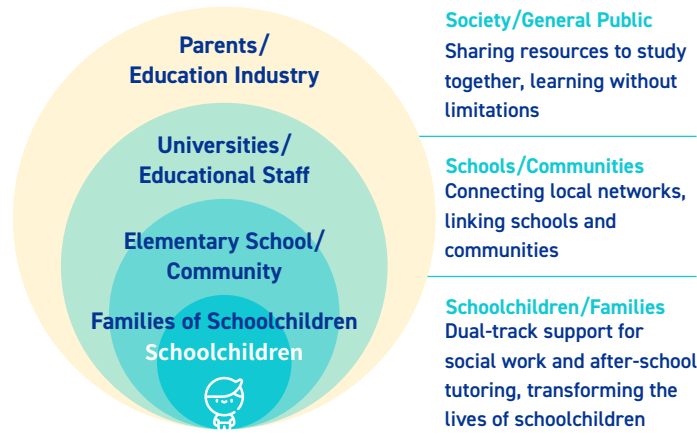 Parents/
Education Industry
Universities/
Educational Staff
Elementary School/
Community
Families of Schoolchildren
Schoolchildren
Society/General Public
Sharing resources to study
together, learning without
limitations
Schools/Communities
Connecting local networks,
linking schools and
communities
Schoolchildren/Families
Dual-track support for
social work and after-school
tutoring, transforming the
lives of schoolchildren